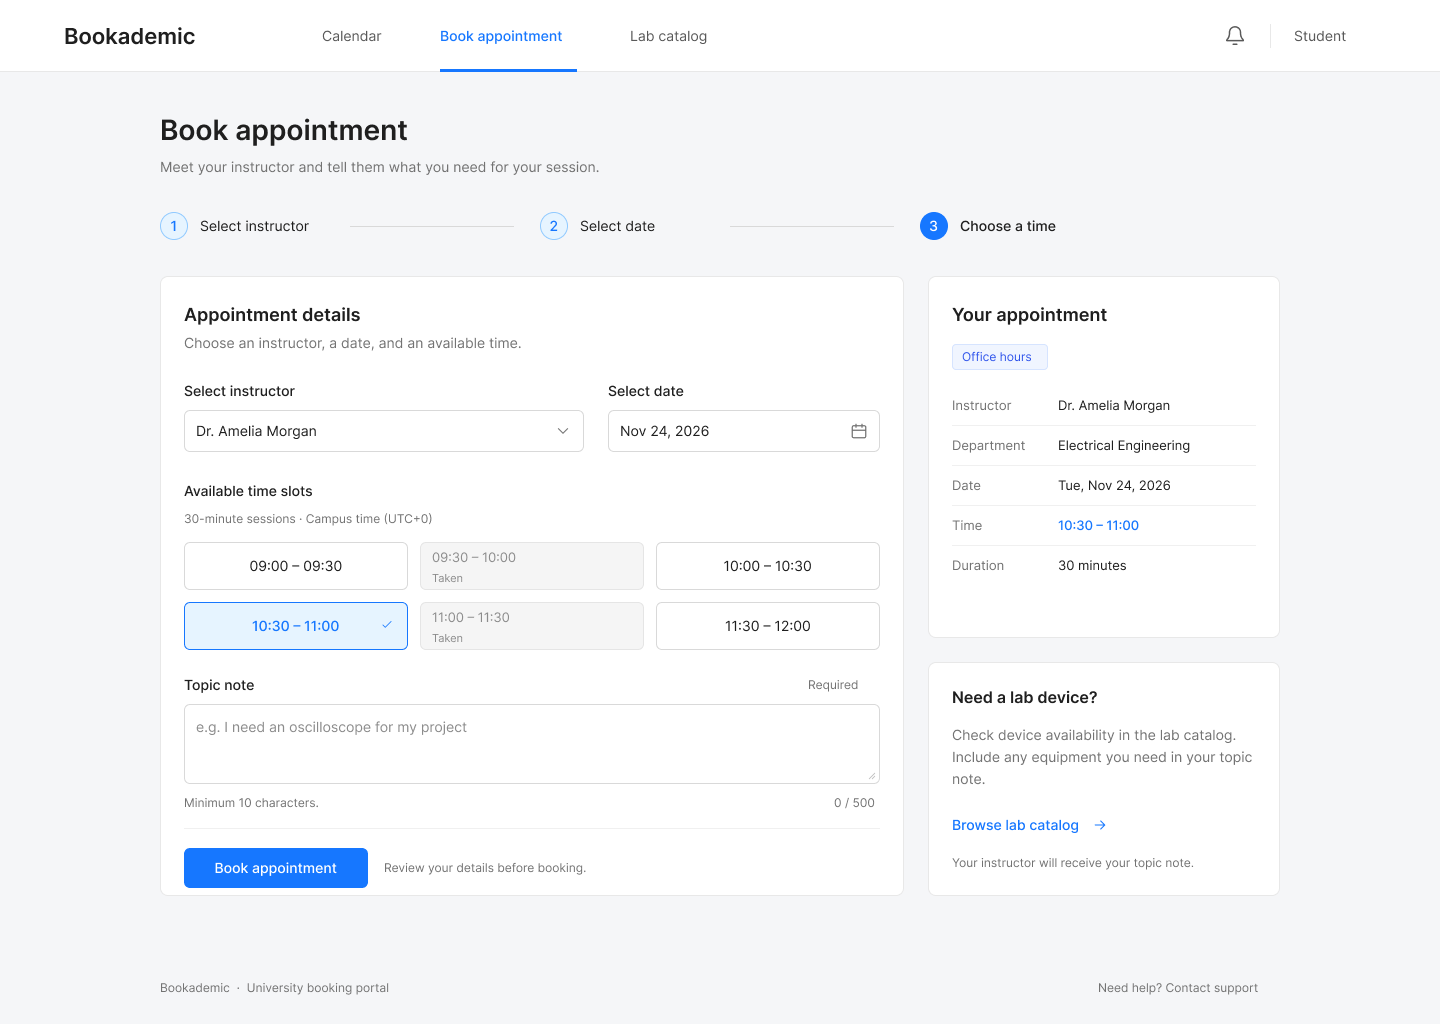 Bookademic
Calendar
Book appointment
Lab catalog
Student
Book appointment
Meet your instructor and tell them what you need for your session.
1 Select instructor
2 Select date
3 Choose a time
Appointment details
Choose an instructor, a date, and an available time.
Select instructor
Dr. Amelia Morgan
Select date
Nov 24, 2026
Available time slots
30-minute sessions · Campus time (UTC+0)
09:00 – 09:30
09:30 – 10:00
Taken
10:00 – 10:30
10:30 – 11:00
11:00 – 11:30
Taken
11:30 – 12:00
Topic note
Required
e.g. I need an oscilloscope for my project
Minimum 10 characters.
0 / 500
Book appointment
Review your details before booking.
Your appointment
Office hours
Instructor Dr. Amelia Morgan
Department Electrical Engineering
Date Tue, Nov 24, 2026
Time 10:30 – 11:00
Duration 30 minutes
Need a lab device?
Check device availability in the lab catalog.
Include any equipment you need in your topic
note.
Browse lab catalog →
Your instructor will receive your topic note.
Bookademic · University booking portal
Need help? Contact support